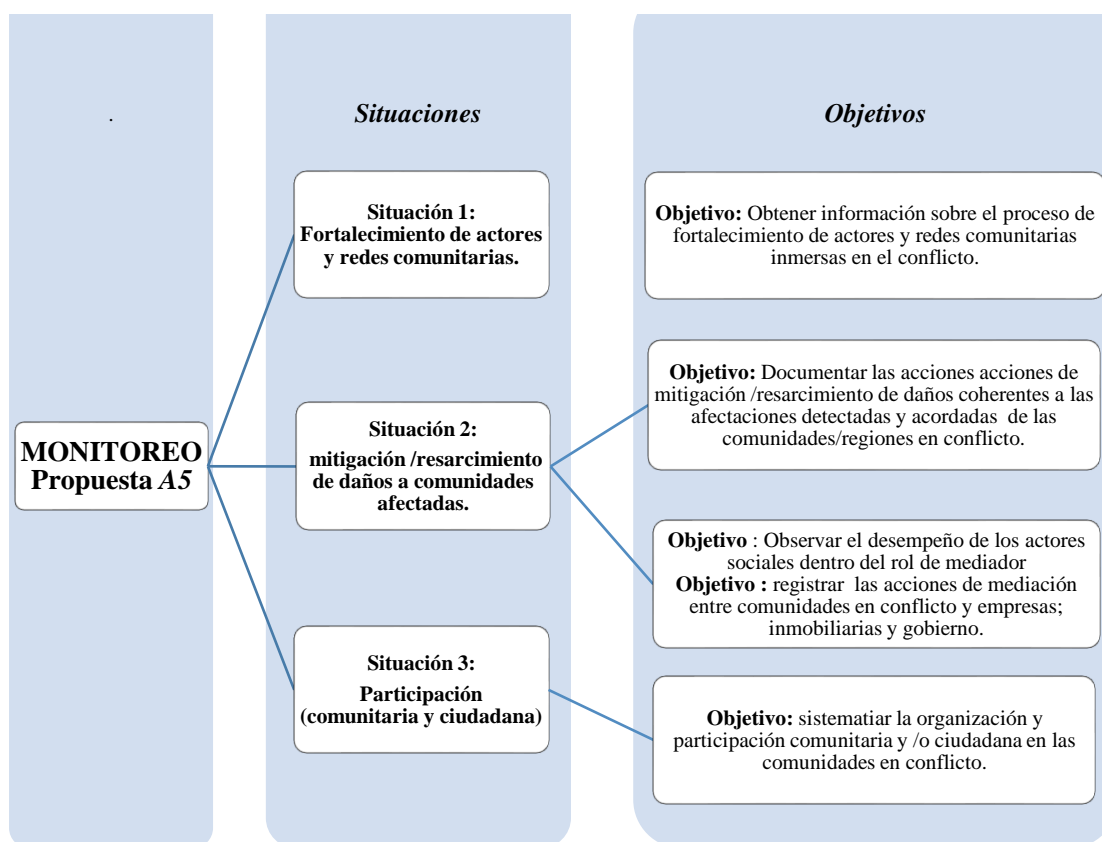 .
Situaciones
Objetivos
MONITOREO
Propuesta A5
Situación 1:
Fortalecimiento de actores
y redes comunitarias.
Situación 2:
mitigación /resarcimiento
de daños a comunidades
afectadas.
Situación 3:
Participación
(comunitaria y ciudadana)
Objetivo: Obtener información sobre el proceso de
fortalecimiento de actores y redes comunitarias
inmersas en el conflicto.
Objetivo: Documentar las acciones acciones de
mitigación /resarcimiento de daños coherentes a las
afectaciones detectadas y acordadas  de las
comunidades/regiones en conflicto.
Objetivo : Observar el desempeño de los actores
sociales dentro del rol de mediador
Objetivo : registrar  las acciones de mediación
entre comunidades en conflicto y empresas;
inmobiliarias y gobierno.
Objetivo: sistematiar la organización y
participación comunitaria y /o ciudadana en las
comunidades en conflicto.